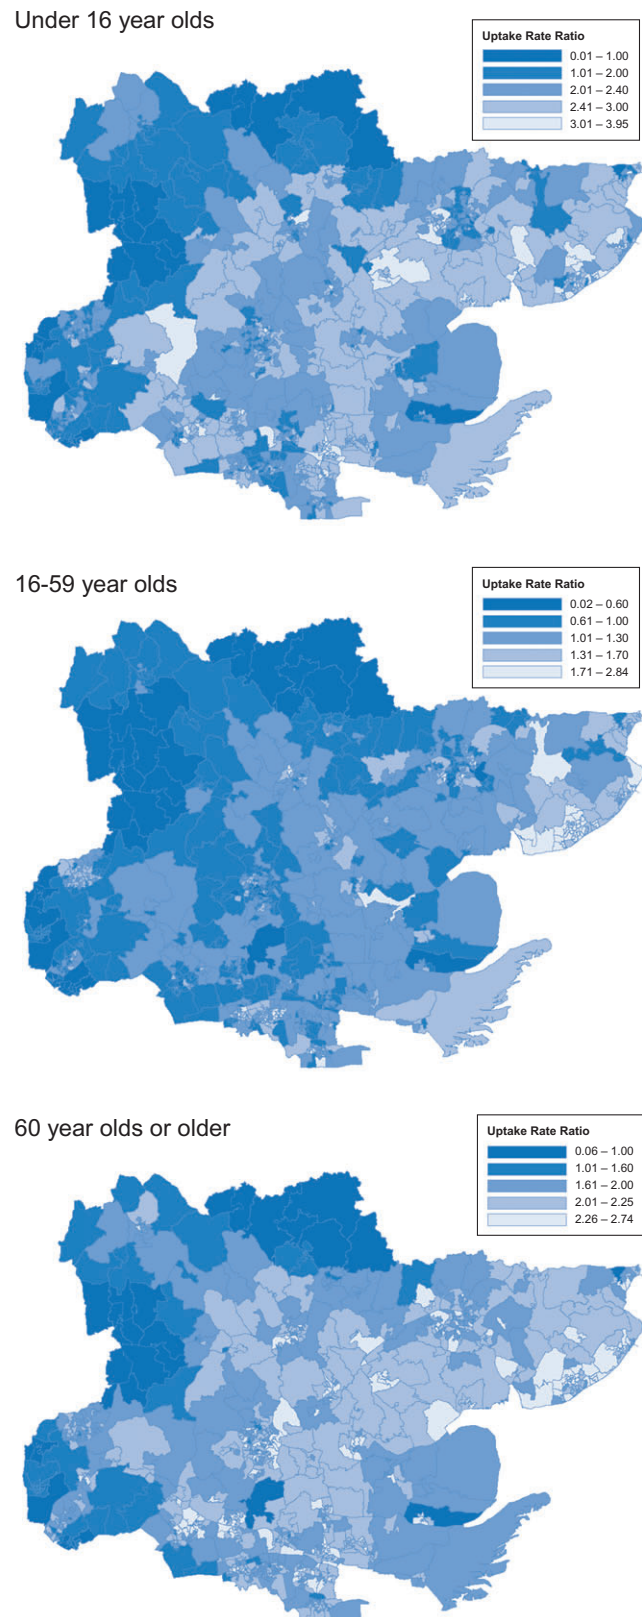 Under 16 year olds
Uptake Rate Ratio
0.01 – 1.00
1.01 – 2.00
2.01 – 2.40
2.41 – 3.00
3.01 – 3.95
16-59 year olds
Uptake Rate Ratio
0.02 – 0.60
0.61 – 1.00
1.01 – 1.30
1.31 – 1.70
1.71 – 2.84
60 year olds or older
Uptake Rate Ratio
0.06 – 1.00
1.01 – 1.60
1.61 – 2.00
2.01 – 2.25
2.26 – 2.74